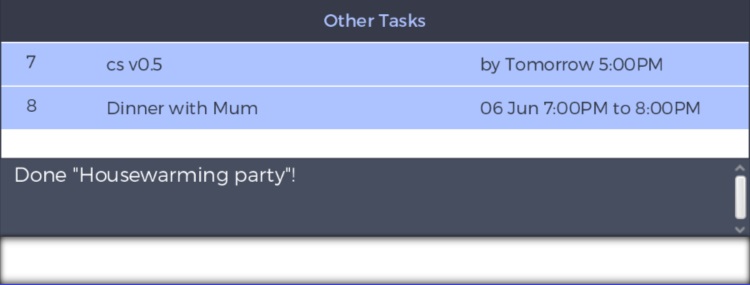 Other Tasks
7 cs v0.5 by Tomorrow 5:00PM
8 Dinner with Mum 06 Jun 7:00PM to 8:00PM
Done "Housewarming party"!